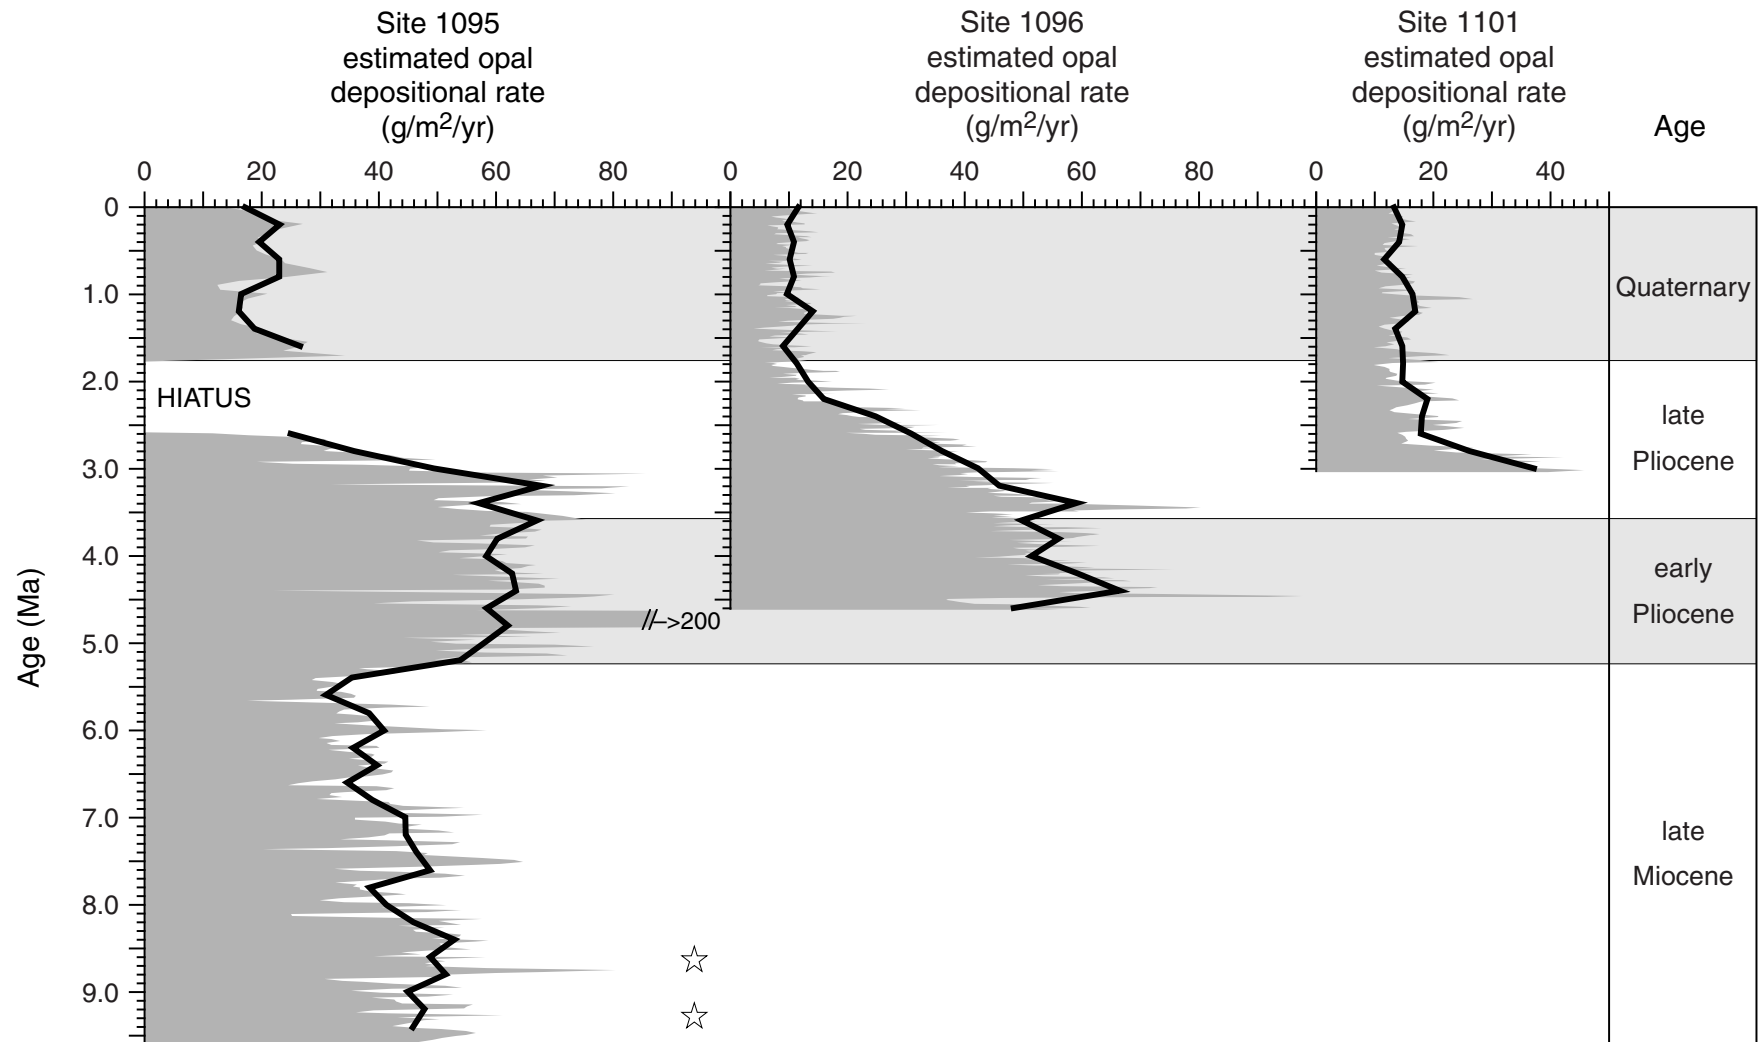 Site 1095
estimated opal
depositional rate
(g/m2/yr)
Site 1096
estimated opal
depositional rate
(g/m2/yr)
Site 1101
estimated opal
depositional rate
(g/m2/yr)
Age
0 20 40 60 80
0 20 40 60 80
0 20 40
Age (Ma)
0
1.0
2.0
3.0
4.0
5.0
6.0
7.0
8.0
9.0
HIATUS
//–>200
Quaternary
late
Pliocene
early
Pliocene
late
Miocene